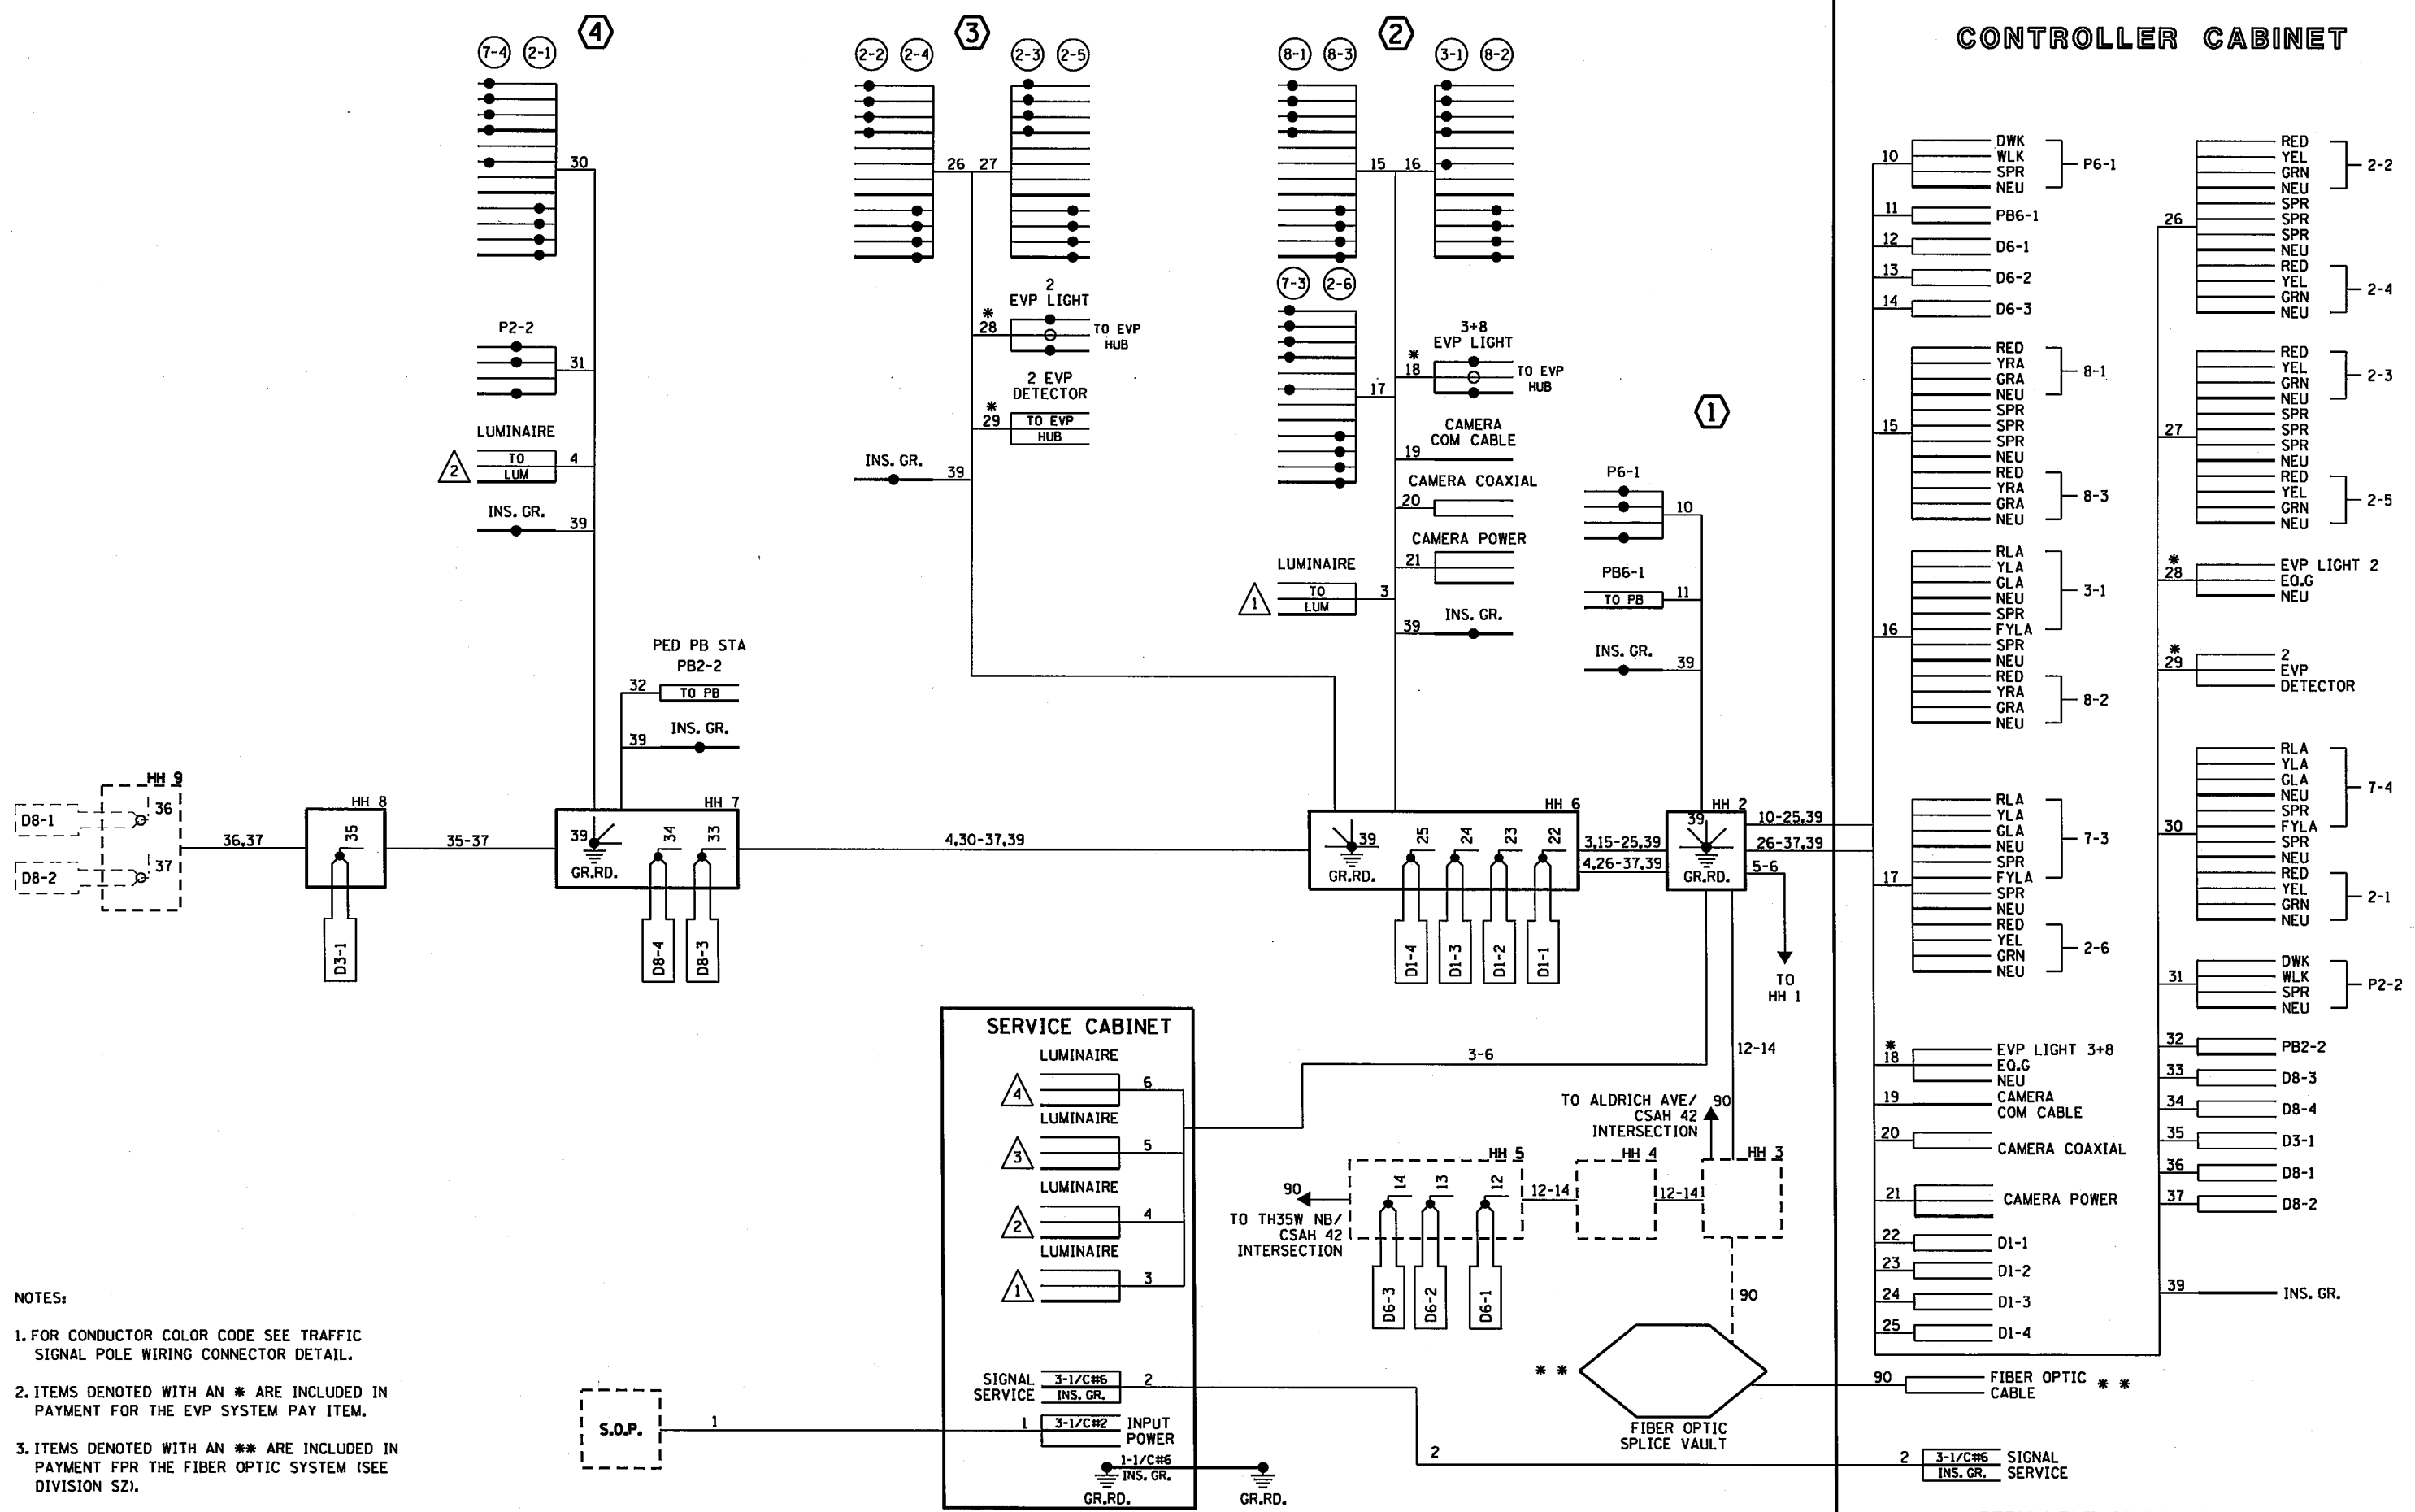 CONTROLLER CABINET
4
7-4 2-1
30
P2-2
31
LUMINAIRE
2 TO LUM 4
INS. GR.
39
3
2-2 2-4 2-3 2-5
26 27
2
EVP LIGHT
*
28
TO EVP
HUB
2 EVP
DETECTOR
*
29 TO EVP
HUB
INS. GR.
39
2
8-1 8-3 3-1 8-2
15 16
7-3 2-6
17
3+8
EVP LIGHT
*
18
TO EVP
HUB
CAMERA
COM CABLE
19
CAMERA COAXIAL
20
CAMERA POWER
21
LUMINAIRE
1 TO LUM 3
INS. GR.
39
1
P6-1
10
PB6-1
TO PB 11
INS. GR.
39
PED PB STA
PB2-2
32 TO PB
INS. GR.
39
HH 9
D8-1 36
D8-2 37
36,37
HH 8
35
D3-1
35-37
HH 7
39
GR.RD.
34 33
D8-4 D8-3
4,30-37,39
HH 6
39
GR.RD.
25 24 23 22
D1-4 D1-3 D1-2 D1-1
3,15-25,39
4,26-37,39
HH 2
39
GR.RD.
10-25,39
26-37,39
5-6
TO
HH 1
SERVICE CABINET
LUMINAIRE
4 6
LUMINAIRE
3 5
LUMINAIRE
2 4
LUMINAIRE
1 3
3-6
12-14
SIGNAL
SERVICE
3-1/C#6
INS. GR.
2
1
3-1/C#2
INPUT
POWER
1-1/C#6
INS. GR.
GR.RD.
GR.RD.
S.O.P.
1
2
TO ALDRICH AVE/
CSAH 42
INTERSECTION
90
HH 5
14 13 12
D6-3 D6-2 D6-1
90
TO TH35W NB/
CSAH 42
INTERSECTION
12-14
HH 4
12-14
HH 3
90
* *
FIBER OPTIC
SPLICE VAULT
10
DWK
WLK
SPR
NEU
P6-1
11 PB6-1
12 D6-1
13 D6-2
14 D6-3
15
RED
YRA
GRA
NEU
8-1
SPR
SPR
SPR
NEU
RED
YRA
GRA
NEU
8-3
16
RLA
YLA
GLA
NEU
SPR
FYLA
3-1
SPR
NEU
RED
YRA
GRA
NEU
8-2
17
RLA
YLA
GLA
NEU
SPR
FYLA
7-3
SPR
NEU
RED
YEL
GRN
NEU
2-6
*
18
EVP LIGHT 3+8
EQ.G
NEU
19 CAMERA
COM CABLE
20 CAMERA COAXIAL
21 CAMERA POWER
22 D1-1
23 D1-2
24 D1-3
25 D1-4
26
RED
YEL
GRN
NEU
2-2
SPR
SPR
SPR
NEU
RED
YEL
GRN
NEU
2-4
27
RED
YEL
GRN
NEU
2-3
SPR
SPR
SPR
NEU
RED
YEL
GRN
NEU
2-5
*
28
EVP LIGHT 2
EQ.G
NEU
*
29
2
EVP
DETECTOR
30
RLA
YLA
GLA
NEU
SPR
FYLA
7-4
SPR
NEU
RED
YEL
GRN
NEU
2-1
31
DWK
WLK
SPR
NEU
P2-2
32 PB2-2
33 D8-3
34 D8-4
35 D3-1
36 D8-1
37 D8-2
39 INS. GR.
90 FIBER OPTIC
CABLE * *
2
3-1/C#6
INS. GR.
SIGNAL
SERVICE
NOTES:
1. FOR CONDUCTOR COLOR CODE SEE TRAFFIC
SIGNAL POLE WIRING CONNECTOR DETAIL.
2. ITEMS DENOTED WITH AN * ARE INCLUDED IN
PAYMENT FOR THE EVP SYSTEM PAY ITEM.
3. ITEMS DENOTED WITH AN ** ARE INCLUDED IN
PAYMENT FPR THE FIBER OPTIC SYSTEM (SEE
DIVISION SZ).